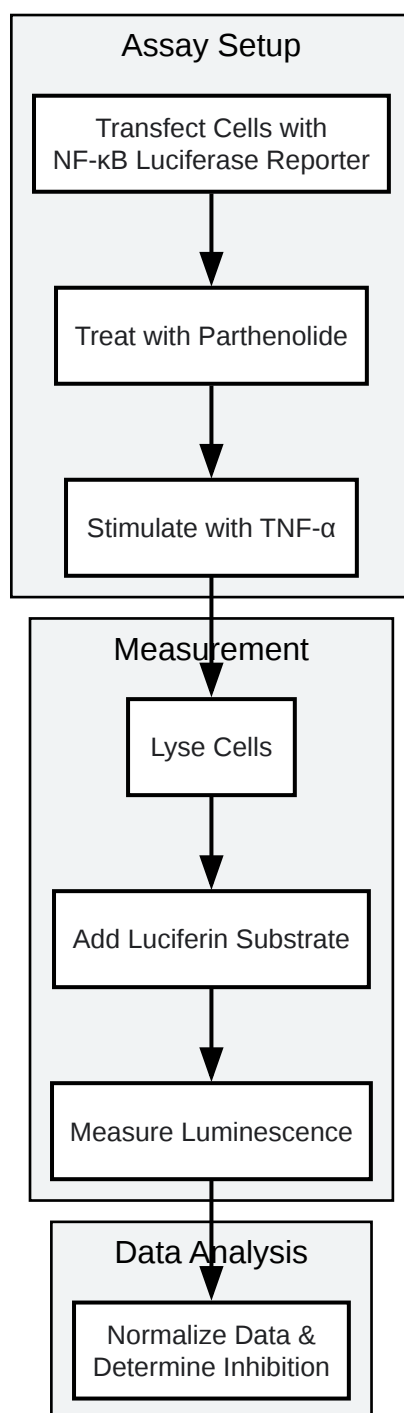 Assay Setup
Transfect Cells with
NF-κB Luciferase Reporter
Treat with Parthenolide
Stimulate with TNF-α
Measurement
Lyse Cells
Add Luciferin Substrate
Measure Luminescence
Data Analysis
Normalize Data &
Determine Inhibition